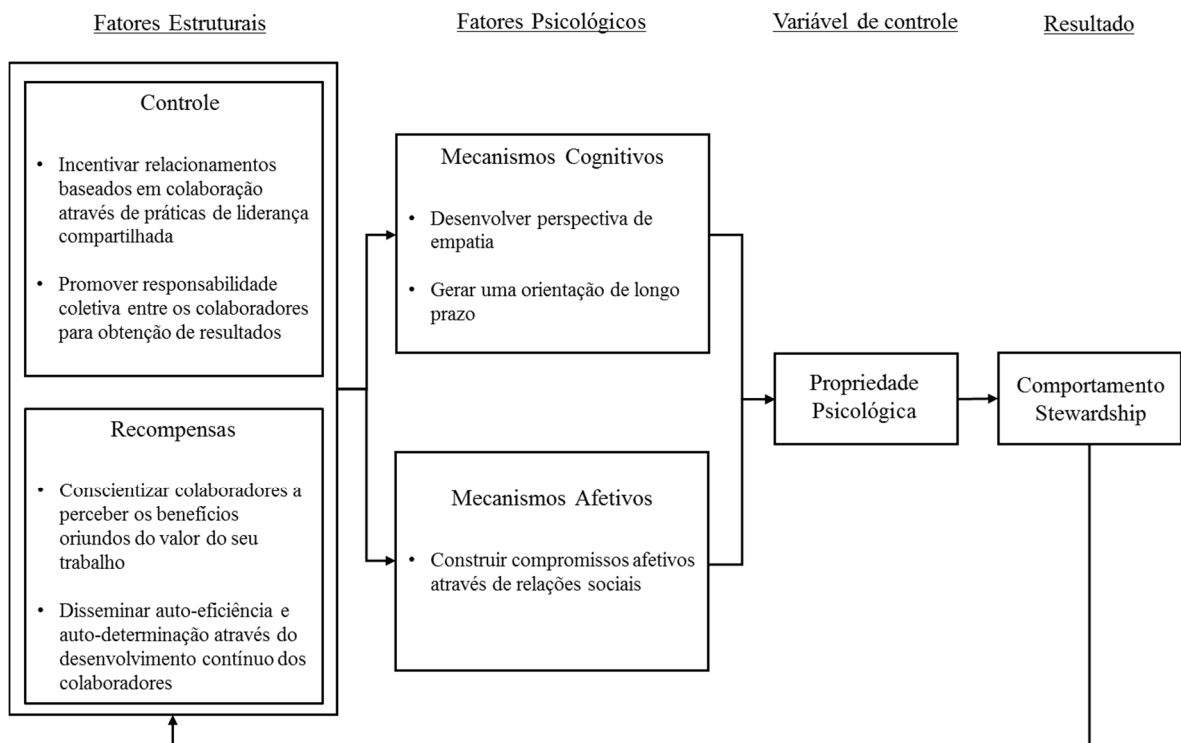 Fatores Estruturais
Fatores Psicológicos
Variável de controle
Resultado
Controle
• Incentivar relacionamentos
baseados em colaboração
através de práticas de liderança
compartilhada
• Promover responsabilidade
coletiva entre os colaboradores
para obtenção de resultados
Recompensas
• Conscientizar colaboradores a
perceber os benefícios
oriundos do valor do seu
trabalho
• Disseminar auto-eficiência e
auto-determinação através do
desenvolvimento contínuo dos
colaboradores
Mecanismos Cognitivos
• Desenvolver perspectiva de
empatia
• Gerar uma orientação de longo
prazo
Mecanismos Afetivos
• Construir compromissos afetivos
através de relações sociais
Propriedade
Psicológica
Comportamento
Stewardship